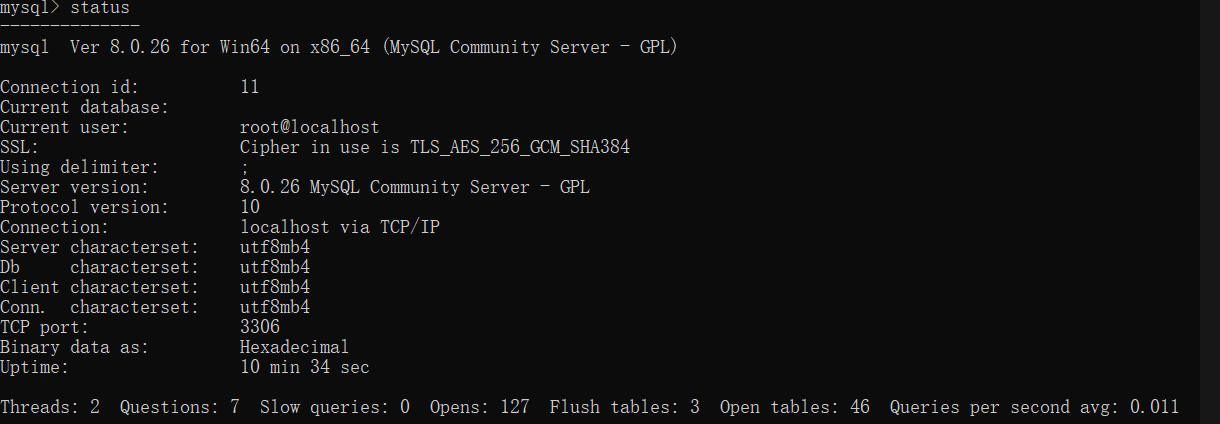 mysql> status
--------------
mysql  Ver 8.0.26 for Win64 on x86_64 (MySQL Community Server - GPL)
Connection id:          11
Current database:
Current user:           root@localhost
SSL:                    Cipher in use is TLS_AES_256_GCM_SHA384
Using delimiter:        ;
Server version:         8.0.26 MySQL Community Server - GPL
Protocol version:       10
Connection:             localhost via TCP/IP
Server characterset:    utf8mb4
Db     characterset:    utf8mb4
Client characterset:    utf8mb4
Conn.  characterset:    utf8mb4
TCP port:               3306
Binary data as:         Hexadecimal
Uptime:                 10 min 34 sec
Threads: 2  Questions: 7  Slow queries: 0  Opens: 127  Flush tables: 3  Open tables: 46  Queries per second avg: 0.011